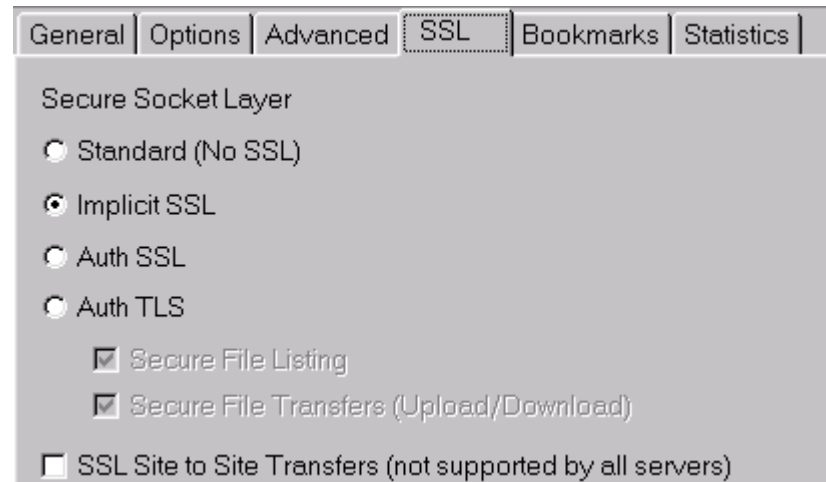 General Options Advanced SSL Bookmarks Statistics
Secure Socket Layer
Standard (No SSL)
Implicit SSL
Auth SSL
Auth TLS
Secure File Listing
Secure File Transfers (Upload/Download)
SSL Site to Site Transfers (not supported by all servers)